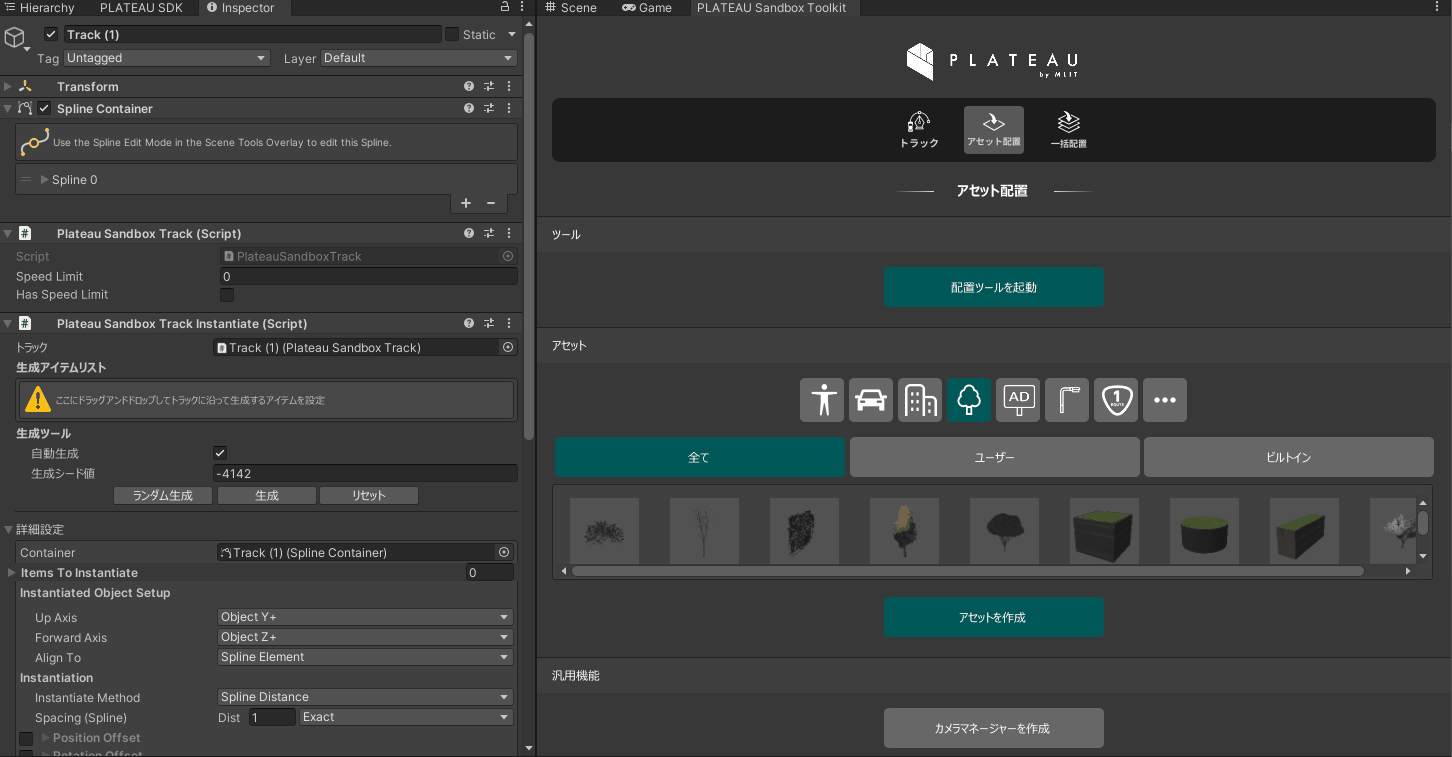 Hierarchy PLATEAU SDK Inspector
Track (1) Static
Tag Untagged Layer Default
Transform
Spline Container
Use the Spline Edit Mode in the Scene Tools Overlay to edit this Spline.
Spline 0
+ −
Plateau Sandbox Track (Script)
Script PlateauSandboxTrack
Speed Limit 0
Has Speed Limit
Plateau Sandbox Track Instantiate (Script)
トラック Track (1) (Plateau Sandbox Track)
生成アイテムリスト
ここにドラッグアンドドロップしてトラックに沿って生成するアイテムを設定
生成ツール
自動生成
生成シード値 -4142
ランダム生成 生成 リセット
詳細設定
Container Track (1) (Spline Container)
Items To Instantiate 0
Instantiated Object Setup
Up Axis Object Y+
Forward Axis Object Z+
Align To Spline Element
Instantiation
Instantiate Method Spline Distance
Spacing (Spline) Dist 1 Exact
Position Offset
Rotation Offset
Scene Game PLATEAU Sandbox Toolkit
PLATEAU
by MLIT
トラック アセット配置 一括配置
アセット配置
ツール
配置ツールを起動
アセット
AD 1 ROUTE
全て ユーザー ビルトイン
アセットを作成
汎用機能
カメラマネージャーを作成